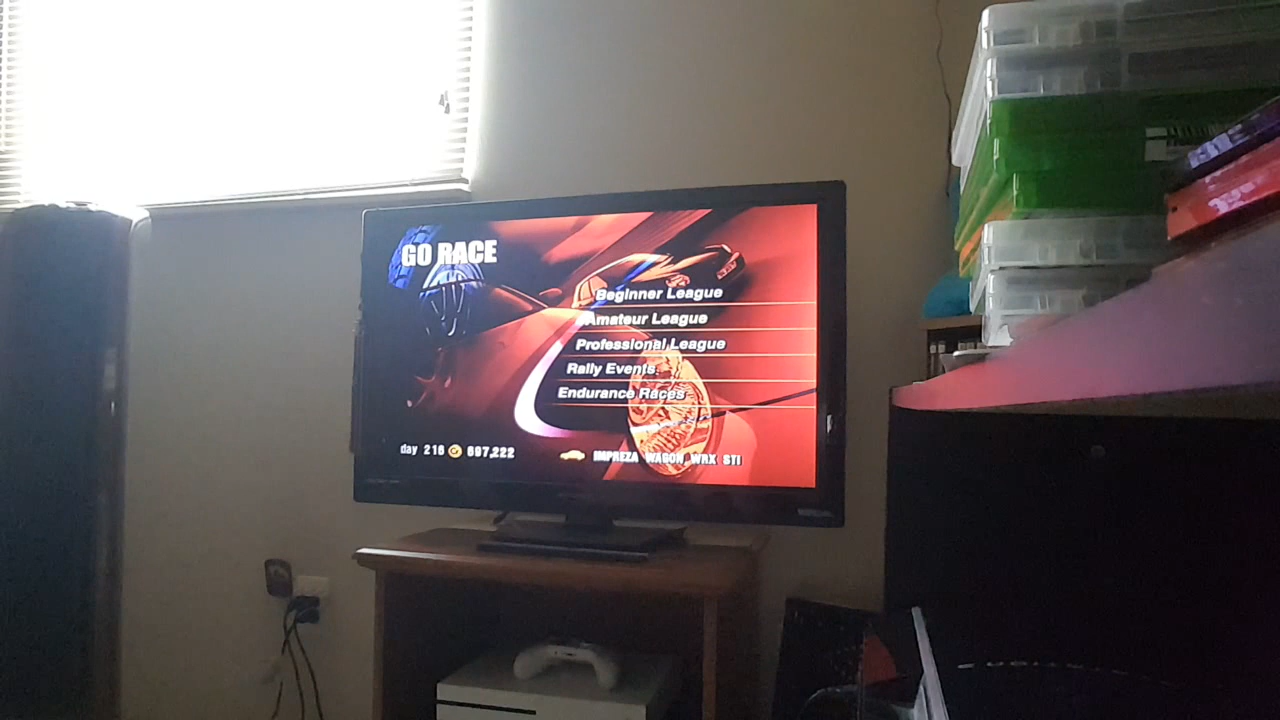 GO RACE
Beginner League
Amateur League
Professional League
Rally Events
Endurance Races
day 216 697,222
IMPREZA WAGON WRX STi